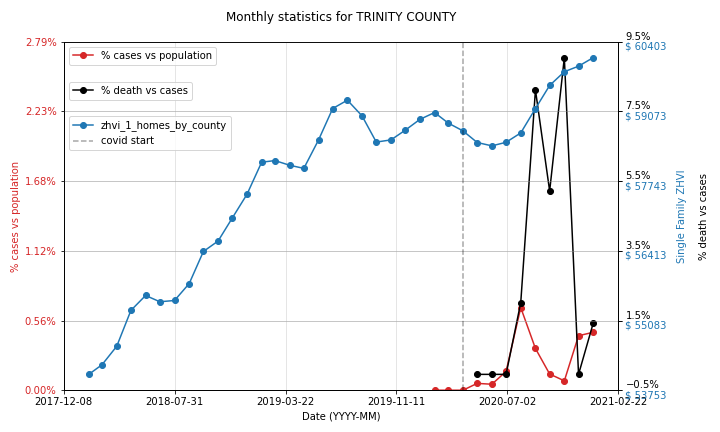 Monthly statistics for TRINITY COUNTY
2.79%
2.23%
1.68%
1.12%
0.56%
0.00%
% cases vs population
% cases vs population
% death vs cases
zhvi_1_homes_by_county
covid start
9.5%
$ 60403
7.5%
$ 59073
5.5%
$ 57743
3.5%
$ 56413
1.5%
$ 55083
−0.5%
$ 53753
Single Family ZHVI
% death vs cases
2017-12-08
2018-07-31
2019-03-22
2019-11-11
2020-07-02
2021-02-22
Date (YYYY-MM)